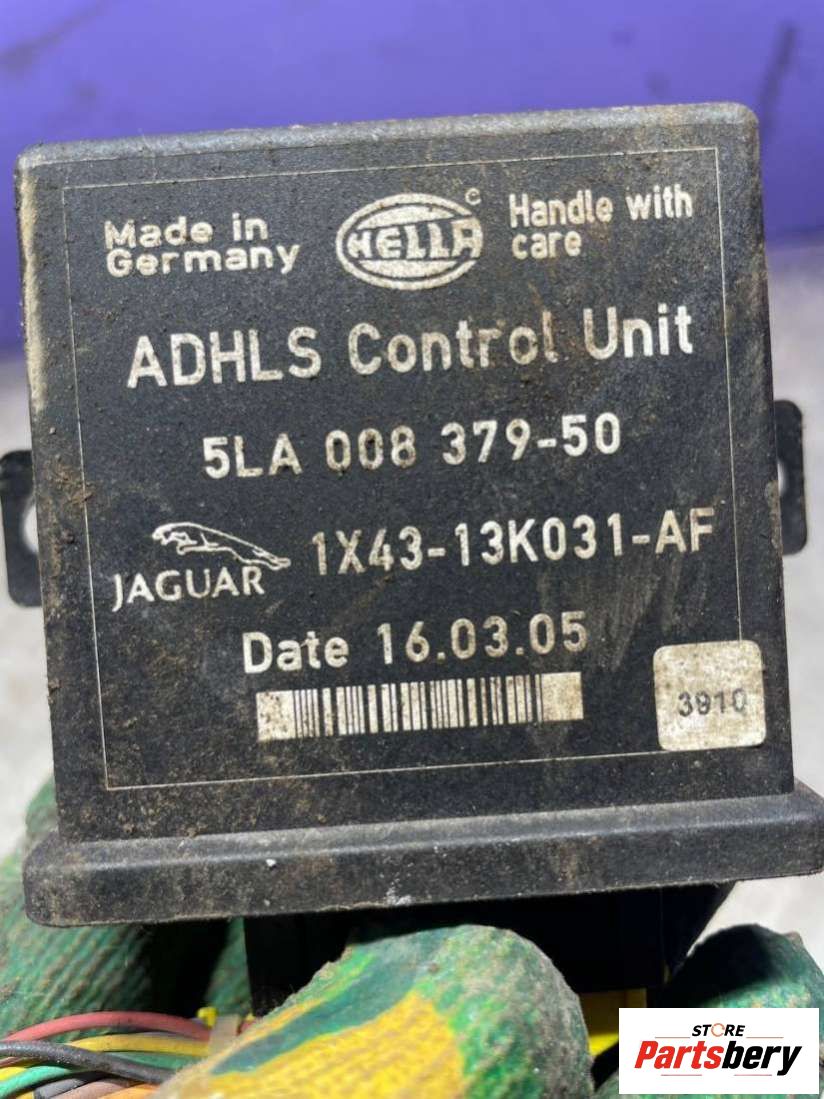 Made in Germany
HELLA
©
Handle with care
ADHLS Control Unit
5LA 008 379-50
JAGUAR 1X43-13K031-AF
Date 16.03.05
3910
STORE
Partsbery